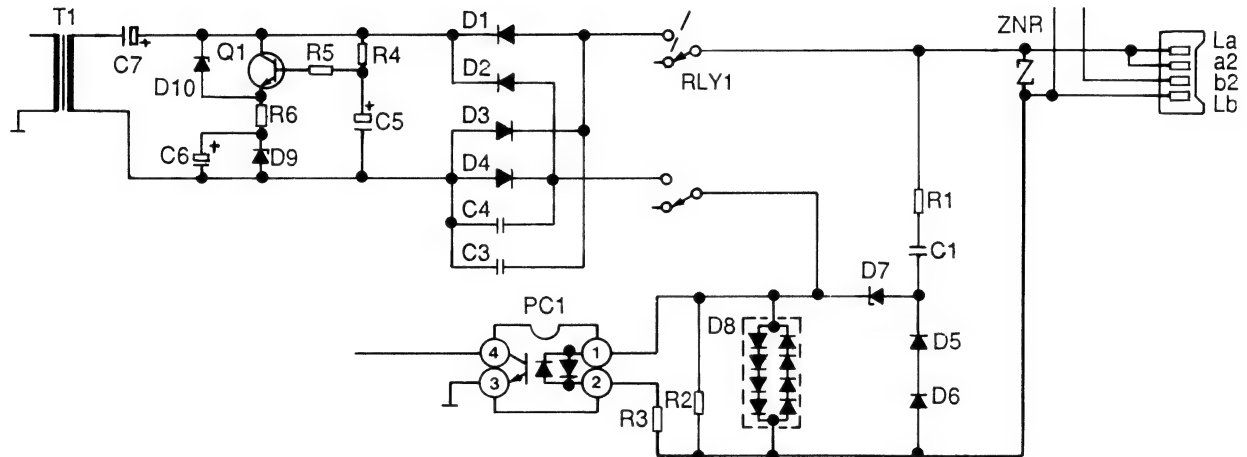 T1
C7
+
D10
Q1
R5
R4
R6
C6
+
D9
+
C5
D1
D2
D3
D4
C4
C3
RLY1
ZNR
La
a2
b2
Lb
R1
C1
D7
D5
D6
D8
R2
R3
PC1
4
1
3
2